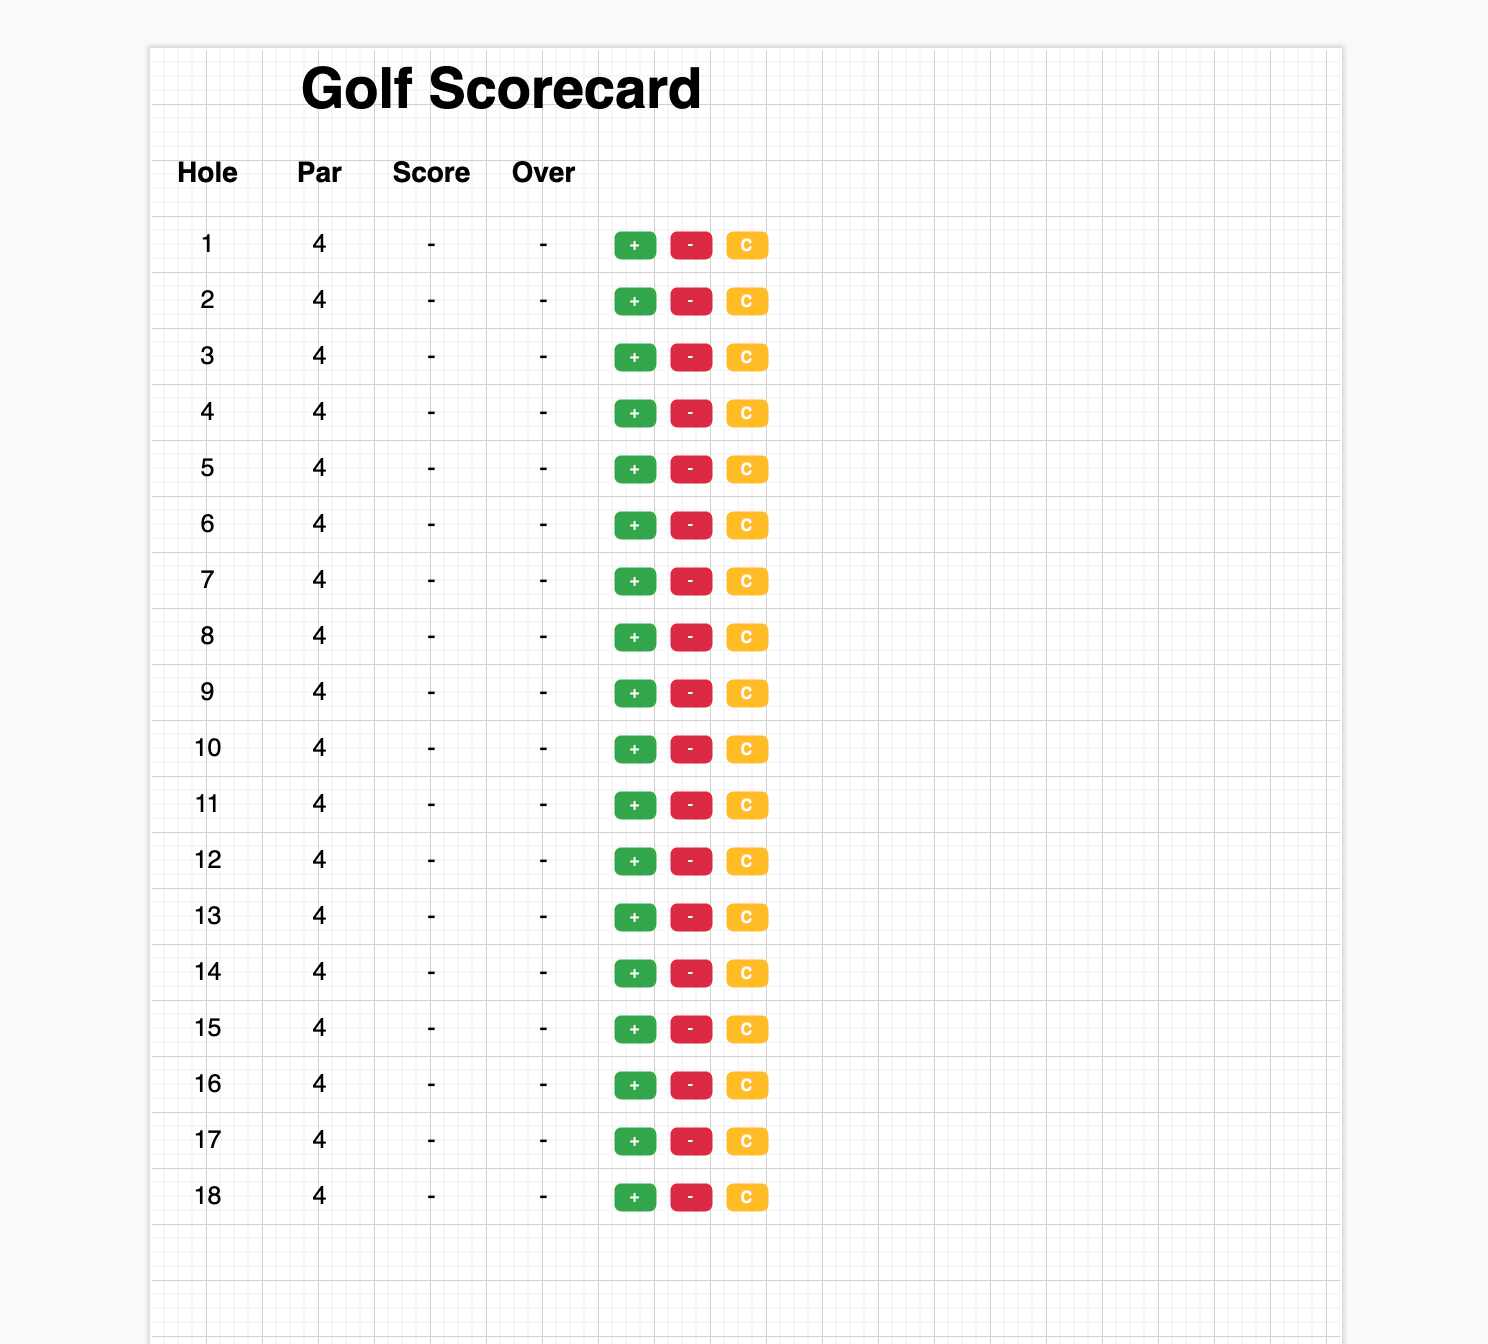 Golf Scorecard
Hole Par Score Over
1 4 - - + - C
2 4 - - + - C
3 4 - - + - C
4 4 - - + - C
5 4 - - + - C
6 4 - - + - C
7 4 - - + - C
8 4 - - + - C
9 4 - - + - C
10 4 - - + - C
11 4 - - + - C
12 4 - - + - C
13 4 - - + - C
14 4 - - + - C
15 4 - - + - C
16 4 - - + - C
17 4 - - + - C
18 4 - - + - C